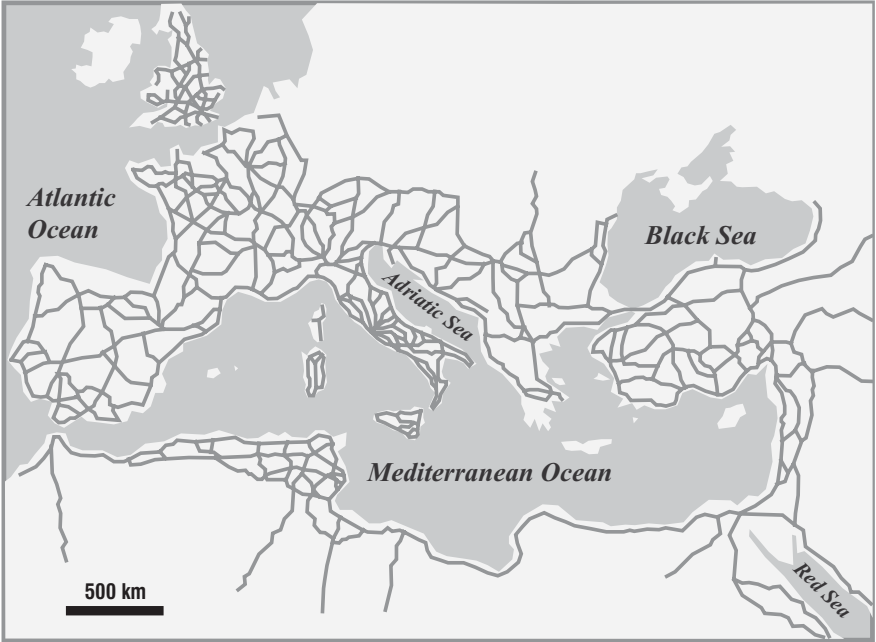 Atlantic
Ocean
Black Sea
Adriatic Sea
Mediterranean Ocean
500 km
Red Sea